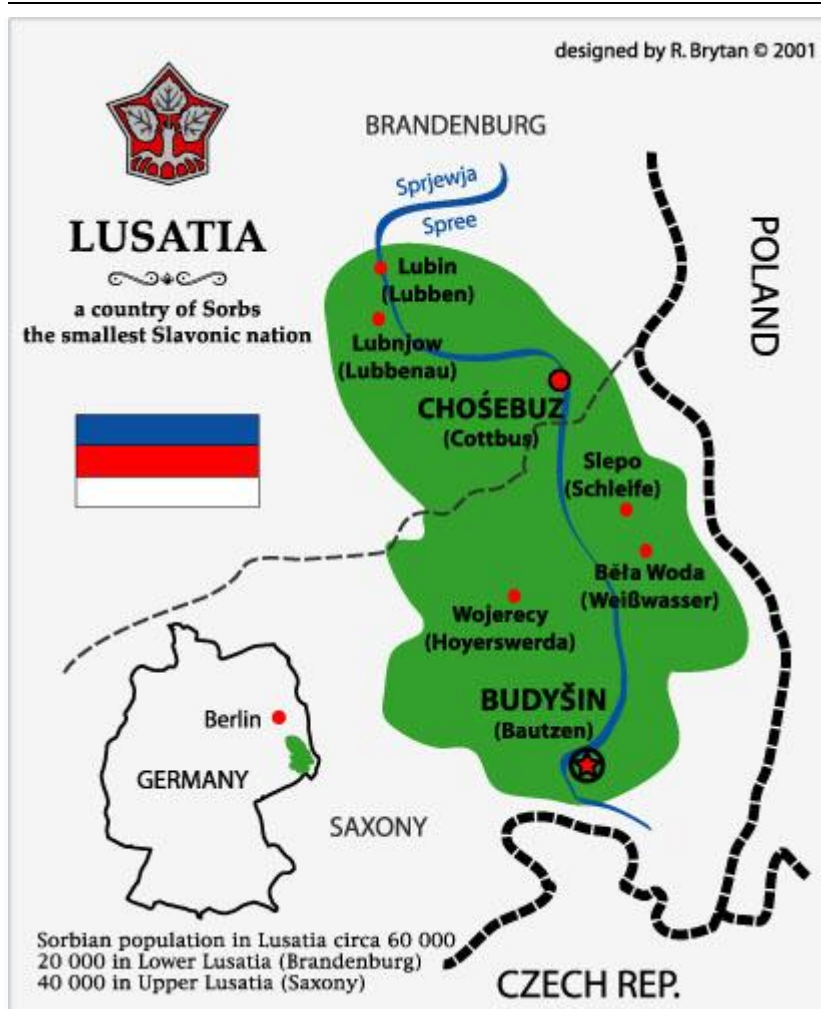 designed by R. Brytan © 2001
BRANDENBURG
Sprjewja
Spree
LUSATIA
a country of Sorbs
the smallest Slavonic nation
POLAND
Lubin
(Lubben)
Lubnjow
(Lubbenau)
CHOŚEBUZ
(Cottbus)
Slepo
(Schleife)
Běła Woda
(Weißwasser)
Wojerecy
(Hoyerswerda)
BUDYŠIN
(Bautzen)
Berlin
GERMANY
SAXONY
Sorbian population in Lusatia circa 60 000
20 000 in Lower Lusatia (Brandenburg)
40 000 in Upper Lusatia (Saxony)
CZECH REP.